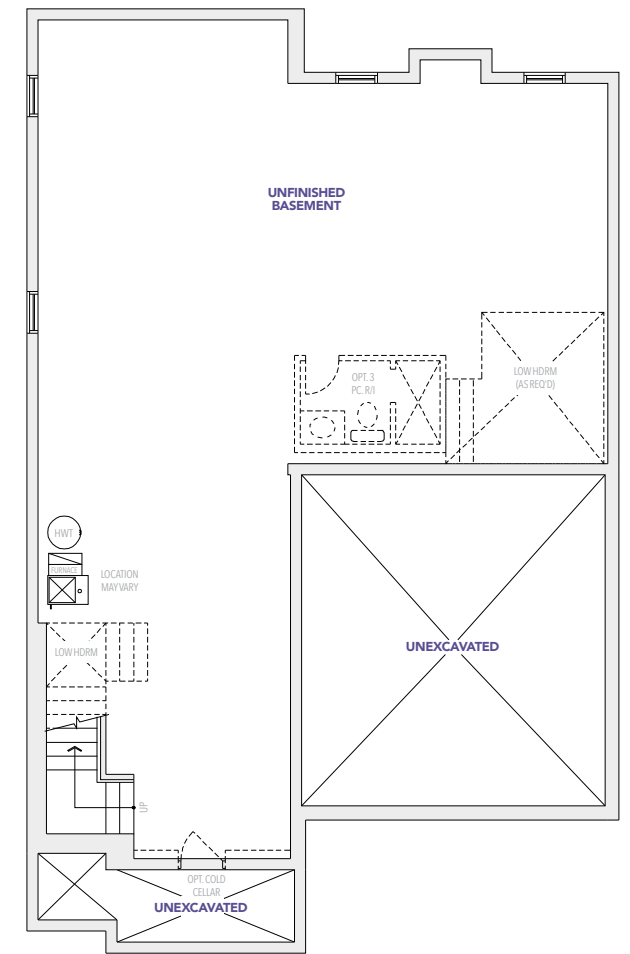 UNFINISHED
BASEMENT
OPT. 3
PC. R/I
LOW HDRM
(AS REQ'D)
HWT
FURNACE
LOCATION
MAY VARY
LOW HDRM
UNEXCAVATED
UP
OPT. COLD
CELLAR
UNEXCAVATED